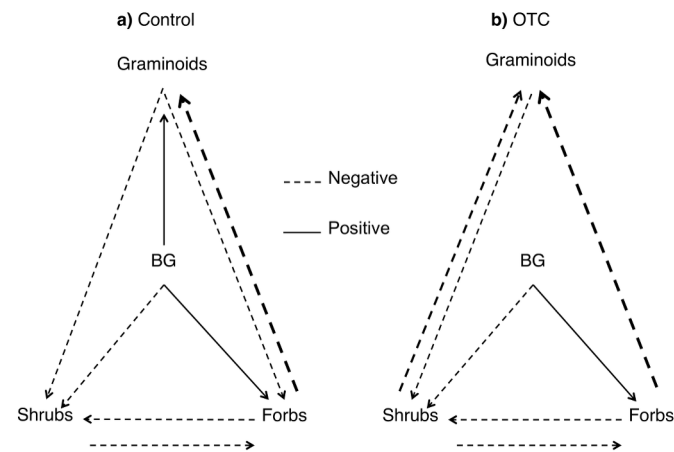 a) Control
b) OTC
Graminoids
Graminoids
Negative
Positive
BG
BG
Shrubs
Forbs
Shrubs
Forbs